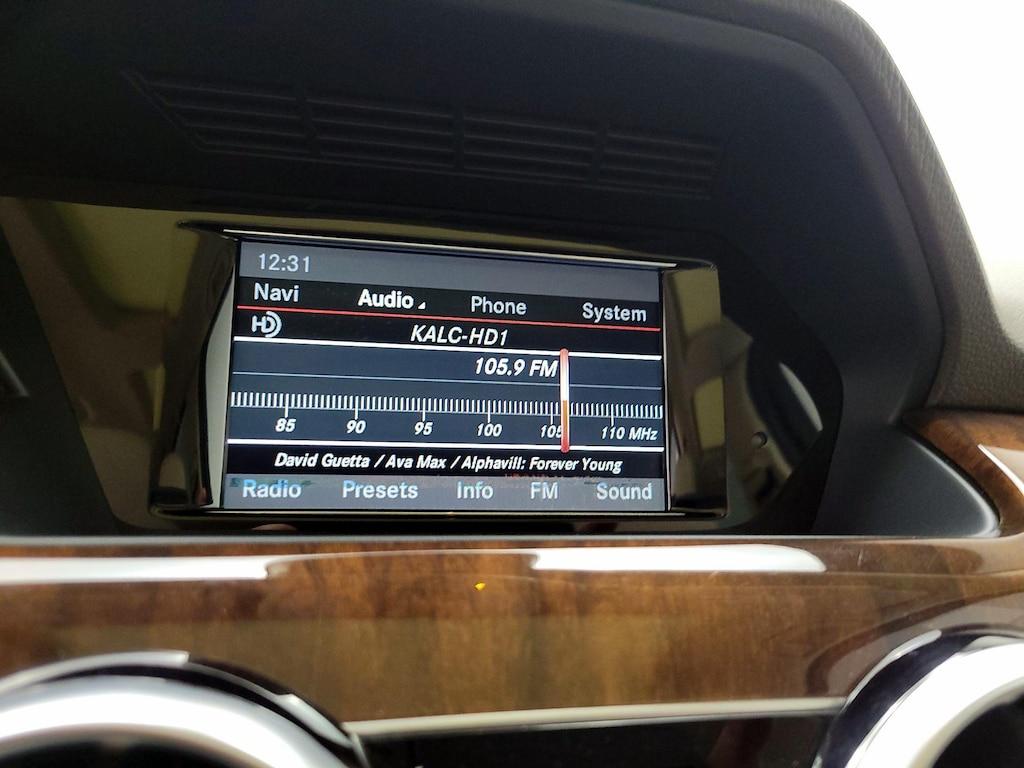 12:31
Navi Audio Phone System
HD KALC-HD1
105.9 FM
85 90 95 100 105 110 MHz
David Guetta / Ava Max / Alphavill: Forever Young
Radio Presets Info FM Sound